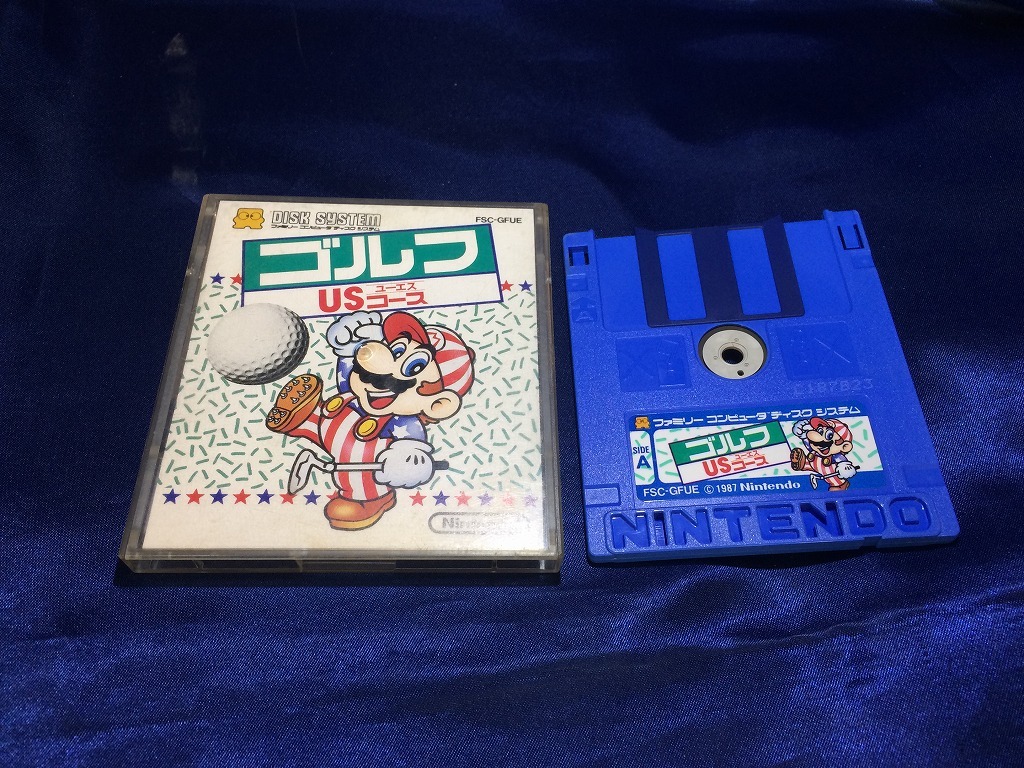 DISK SYSTEM
ファミリー コンピュータ ディスク システム
FSC-GFUE
ゴルフ
ユーエス
USコース
M
Nintendo
ファミリー コンピュータ ディスク システム
SIDE
A
ゴルフ
ユーエス
USコース
FSC-GFUE © 1987 Nintendo
NINTENDO